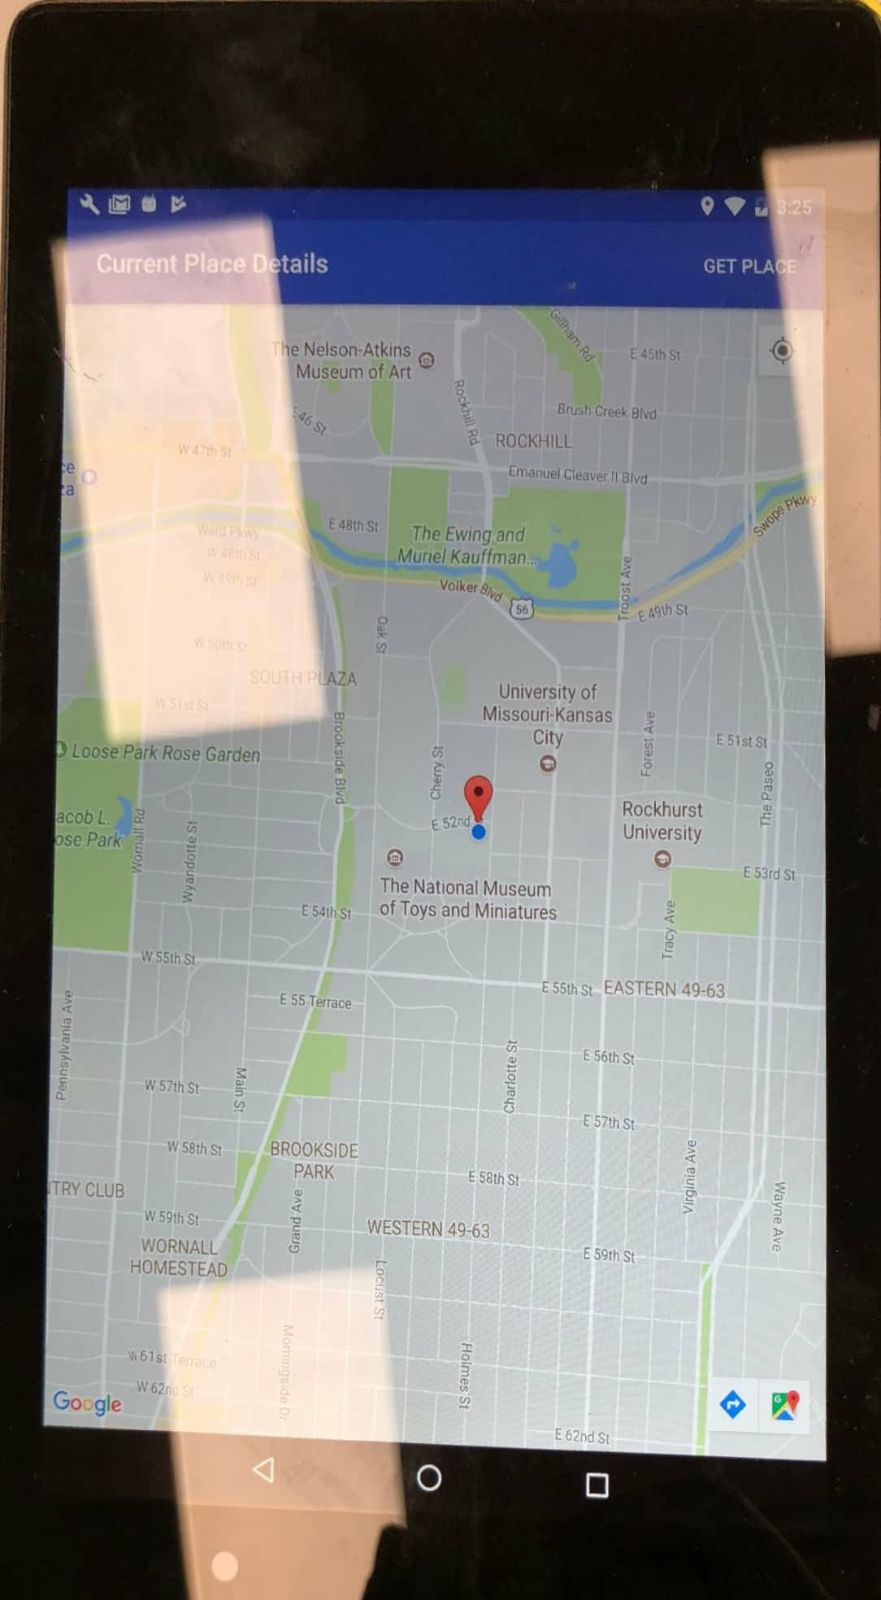 3:25
Current Place Details
GET PLACE
The Nelson-Atkins
Museum of Art
Gillham Rd
E 45th St
Rockhill Rd
Brush Creek Blvd
E 46 St
ROCKHILL
W 47th St
Emanuel Cleaver II Blvd
ce
za
E 48th St
The Ewing and
Muriel Kauffman...
Swope Pkwy
Ward Pkwy
W 48th St
W 49th St
Volker Blvd
56
Troost Ave
E 49th St
Oak St
W 50th St
SOUTH PLAZA
W 51st St
University of
Missouri-Kansas
City
Brookside Blvd
Forest Ave
E 51st St
Loose Park Rose Garden
Cherry St
The Paseo
acob L.
ose Park
Wornall Rd
Wyandotte St
E 52nd
Rockhurst
University
The National Museum
of Toys and Miniatures
E 53rd St
E 54th St
Tracy Ave
W 55th St
E 55th St
EASTERN 49-63
E 55 Terrace
Pennsylvania Ave
Main St
Charlotte St
E 56th St
W 57th St
E 57th St
W 58th St
BROOKSIDE
PARK
E 58th St
Virginia Ave
Wayne Ave
NTRY CLUB
W 59th St
Grand Ave
WESTERN 49-63
WORNALL
HOMESTEAD
E 59th St
Locust St
Morningside Dr
Holmes St
W 61st Terrace
W 62nd St
Google
G
E 62nd St